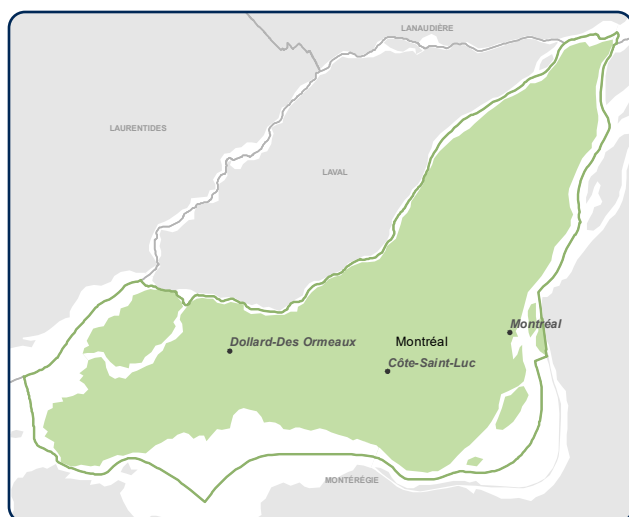 LANAUDIÈRE
LAURENTIDES
LAVAL
Montréal
Dollard-Des Ormeaux
Montréal
Côte-Saint-Luc
MONTÉRÉGIE